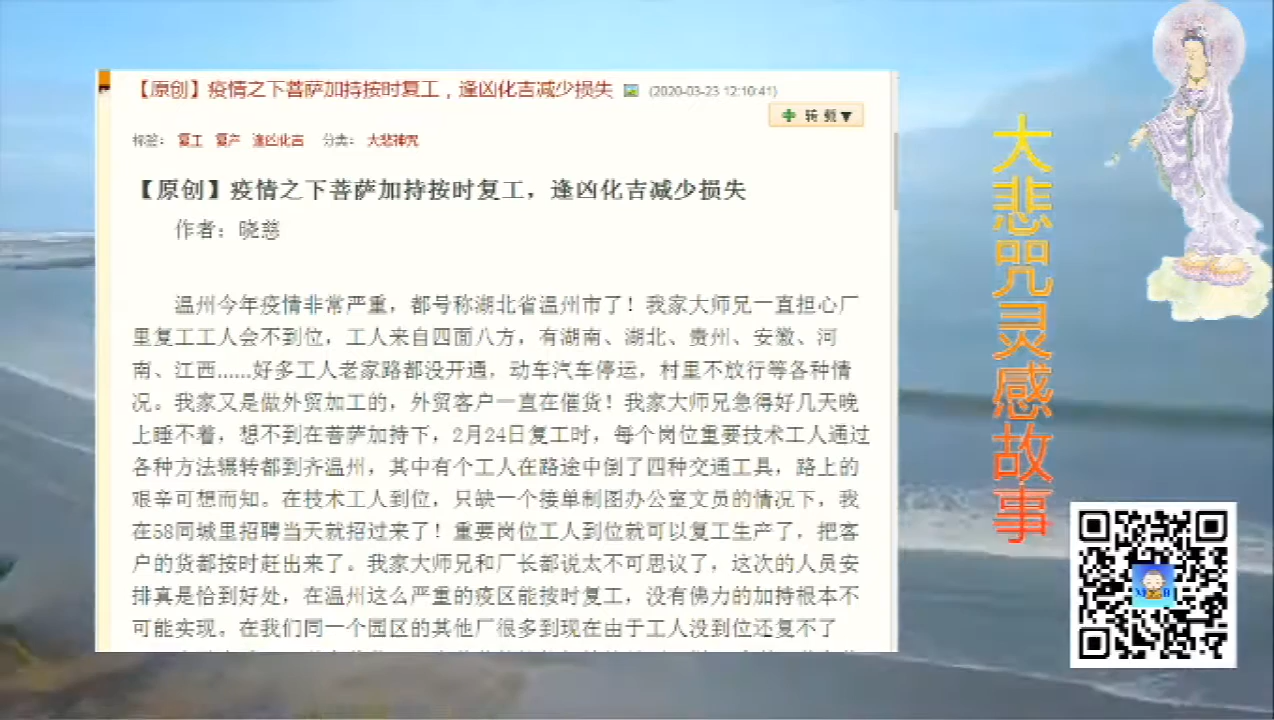 【原创】疫情之下菩萨加持按时复工，逢凶化吉减少损失 (2020-03-23 12:10:41)
转载▼
标签： 复工 复产 逢凶化吉 分类： 大悲神咒
【原创】疫情之下菩萨加持按时复工，逢凶化吉减少损失
作者：晓慈
温州今年疫情非常严重，都号称湖北省温州市了！我家大师兄一直担心厂
里复工工人会不到位，工人来自四面八方，有湖南、湖北、贵州、安徽、河
南、江西......好多工人老家路都没开通，动车汽车停运，村里不放行等各种情
况。我家又是做外贸加工的，外贸客户一直在催货！我家大师兄急得好几天晚
上睡不着，想不到在菩萨加持下，2月24日复工时，每个岗位重要技术工人通过
各种方法辗转都到齐温州，其中有个工人在路途中倒了四种交通工具，路上的
艰辛可想而知。在技术工人到位，只缺一个接单制图办公室文员的情况下，我
在58同城里招聘当天就招过来了！重要岗位工人到位就可以复工生产了，把客
户的货都按时赶出来了。我家大师兄和厂长都说太不可思议了，这次的人员安
排真是恰到好处，在温州这么严重的疫区能按时复工，没有佛力的加持根本不
可能实现。在我们同一个园区的其他厂很多到现在由于工人没到位还复不了
大悲咒灵感故事